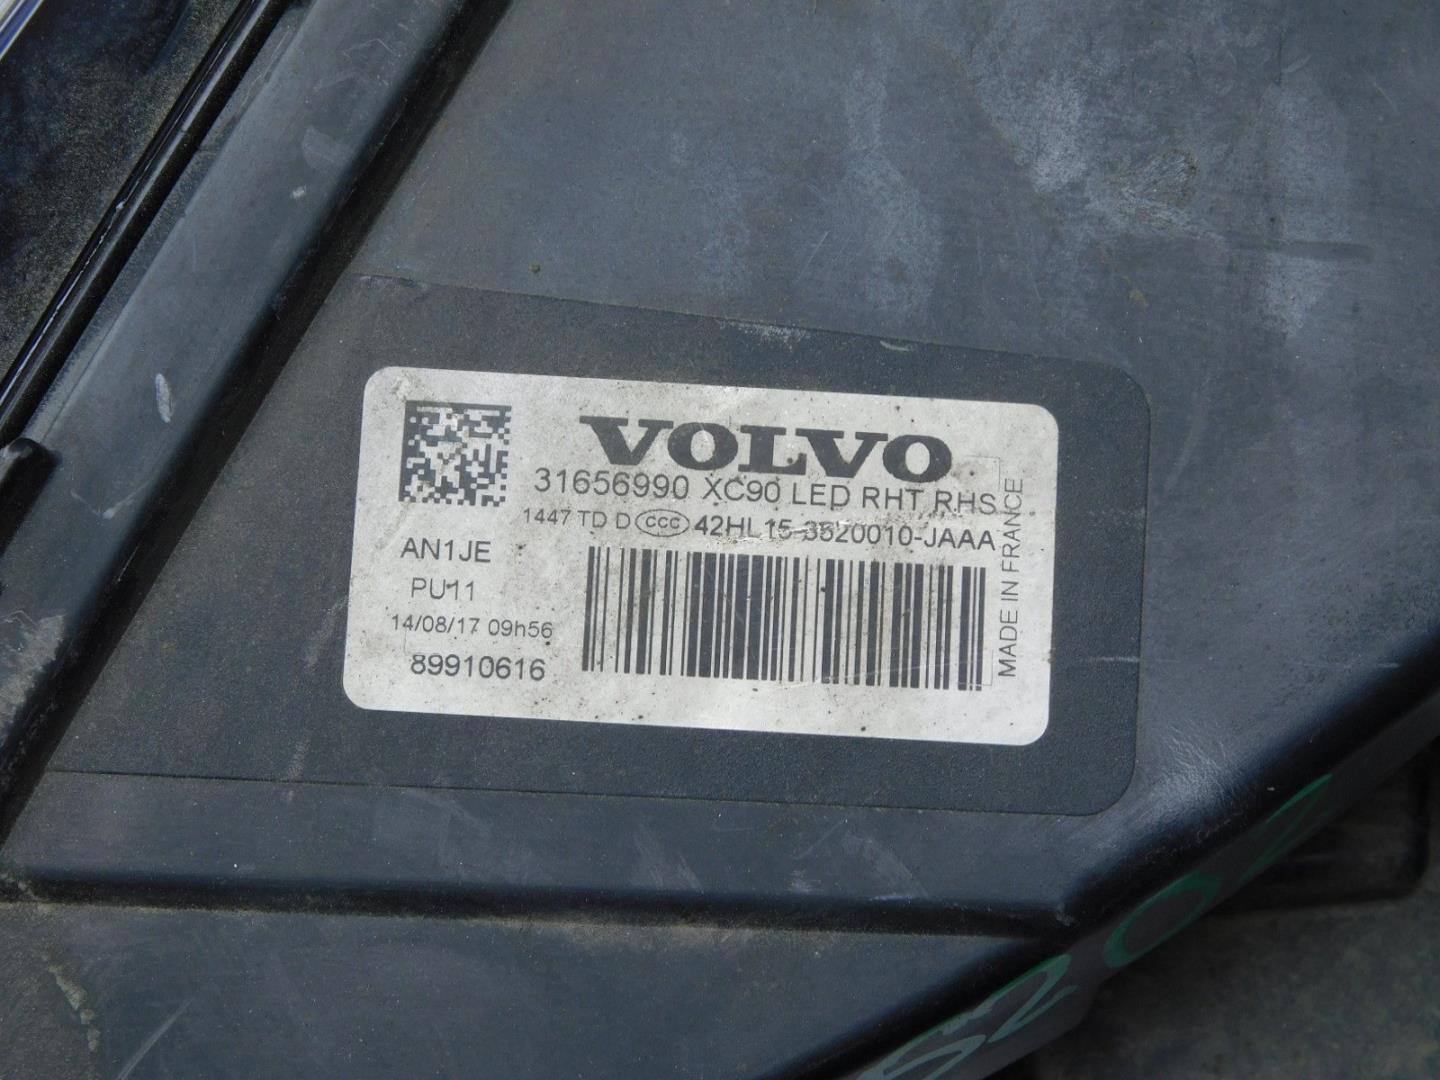 VOLVO
31656990 XC90 LED RHT RHS
1447 TD D CCC 42HL15-3520010-JAAA
AN1JE
PU11
14/08/17 09h56
89910616
MADE IN FRANCE